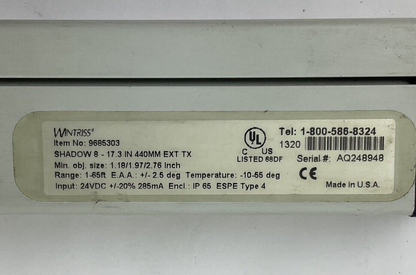 WINTRISS
Item No: 9685303
SHADOW 8 - 17.3 IN 440MM EXT TX
Min. obj. size: 1.18/1.97/2.76 Inch
Range: 1-65ft E.A.A.: +/- 2.5 deg Temperature: -10-55 deg
Input: 24VDC +/-20% 285mA Encl.: IP 65 ESPE Type 4
UL
C US
LISTED 68DF
1320
Tel: 1-800-586-8324
Serial #: AQ248948
CE
Made in U.S.A.